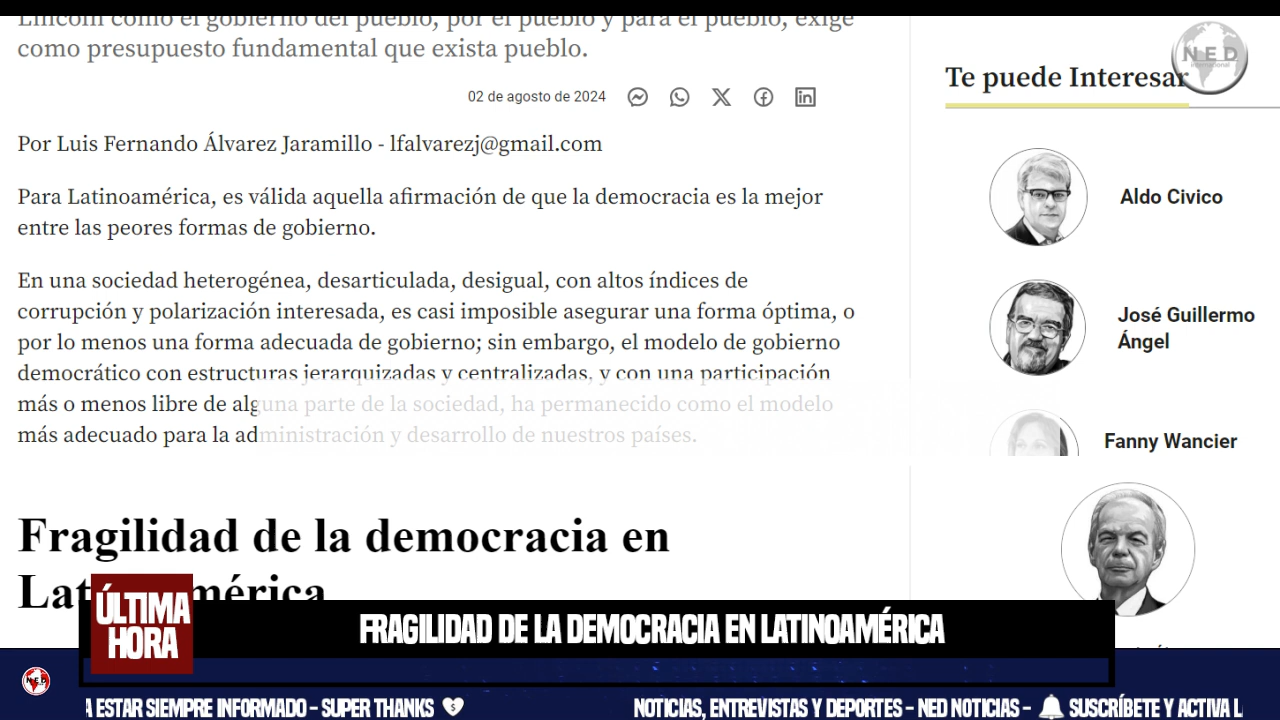 Lincoln como el gobierno del pueblo, por el pueblo y para el pueblo, exige
como presupuesto fundamental que exista pueblo.
02 de agosto de 2024
Por Luis Fernando Álvarez Jaramillo - lfalvarezj@gmail.com
Para Latinoamérica, es válida aquella afirmación de que la democracia es la mejor
entre las peores formas de gobierno.
En una sociedad heterogénea, desarticulada, desigual, con altos índices de
corrupción y polarización interesada, es casi imposible asegurar una forma óptima, o
por lo menos una forma adecuada de gobierno; sin embargo, el modelo de gobierno
democrático con estructuras jerarquizadas y centralizadas, y con una participación
más o menos libre de alguna parte de la sociedad, ha permanecido como el modelo
más adecuado para la administración y desarrollo de nuestros países.
Fragilidad de la democracia en
Latinoamérica
NED
international
Te puede Interesar
Aldo Civico
José Guillermo
Ángel
Fanny Wancier
ÚLTIMA
HORA
FRAGILIDAD DE LA DEMOCRACIA EN LATINOAMÉRICA
NED
A ESTAR SIEMPRE INFORMADO - SUPER THANKS NOTICIAS, ENTREVISTAS Y DEPORTES - NED NOTICIAS - SUSCRÍBETE Y ACTIVA L